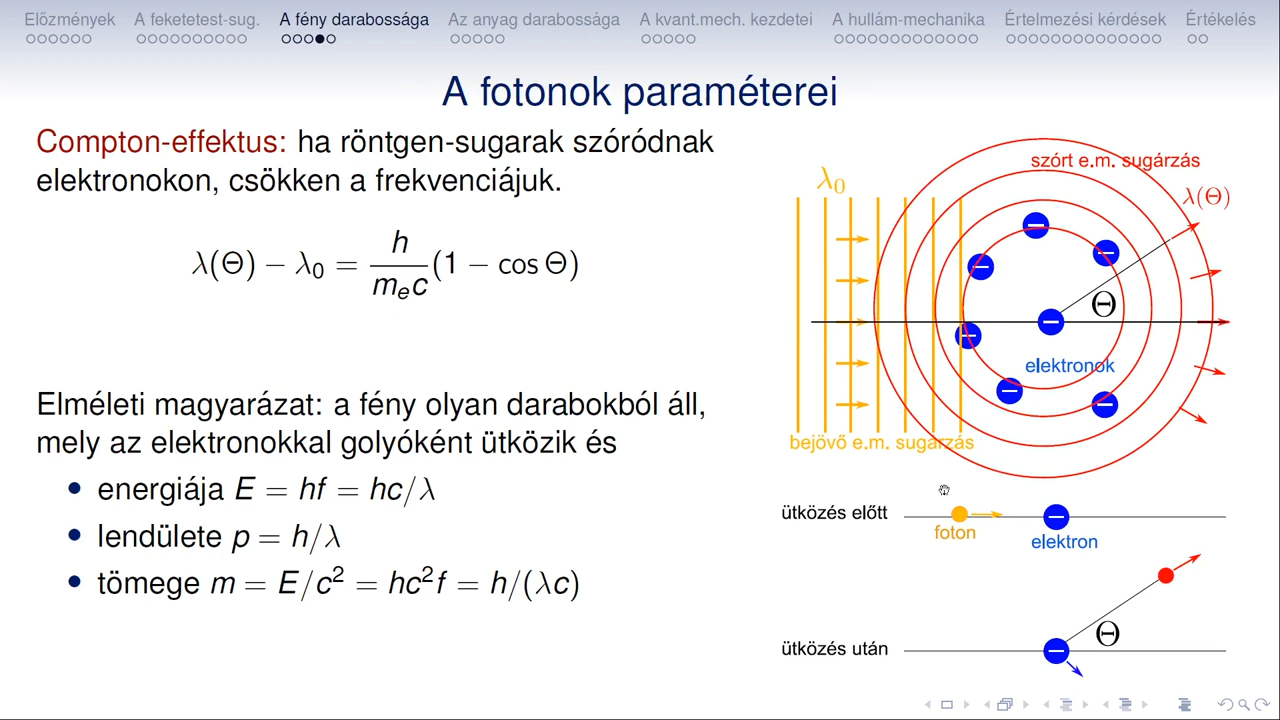 Előzmények A feketetest-sug. A fény darabossága Az anyag darabossága A kvant.mech. kezdetei A hullám-mechanika Értelmezési kérdések Értékelés
A fotonok paraméterei
Compton-effektus: ha röntgen-sugarak szóródnak
elektronokon, csökken a frekvenciájuk.
λ(Θ) − λ₀ = h/(mₑc) (1 − cos Θ)
Elméleti magyarázat: a fény olyan darabokból áll,
mely az elektronokkal golyóként ütközik és
• energiája E = hf = hc/λ
• lendülete p = h/λ
• tömege m = E/c² = hc²f = h/(λc)
szórt e.m. sugárzás
λ₀
λ(Θ)
Θ
elektronok
bejövő e.m. sugárzás
ütközés előtt
foton
elektron
Θ
ütközés után